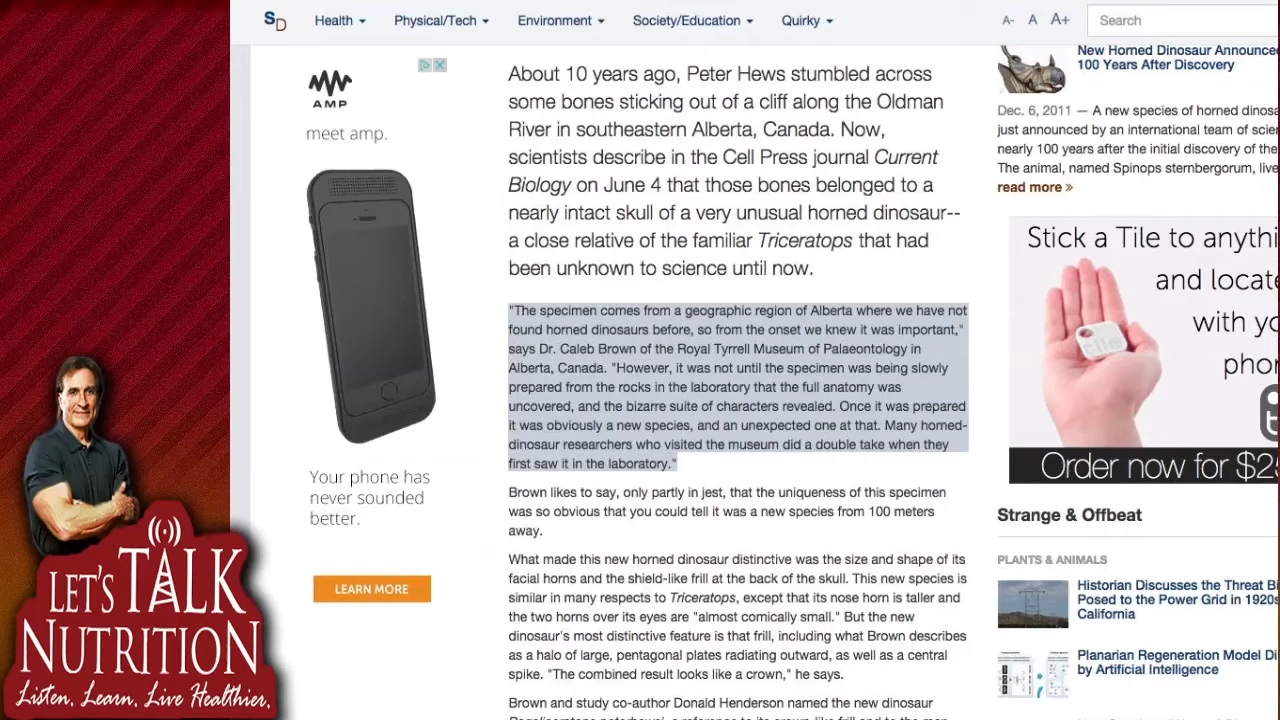 SD
Health
Physical/Tech
Environment
Society/Education
Quirky
A- A A+
Search
AMP
meet amp.
Your phone has
never sounded
better.
LEARN MORE
About 10 years ago, Peter Hews stumbled across
some bones sticking out of a cliff along the Oldman
River in southeastern Alberta, Canada. Now,
scientists describe in the Cell Press journal Current
Biology on June 4 that those bones belonged to a
nearly intact skull of a very unusual horned dinosaur--
a close relative of the familiar Triceratops that had
been unknown to science until now.
"The specimen comes from a geographic region of Alberta where we have not
found horned dinosaurs before, so from the onset we knew it was important,"
says Dr. Caleb Brown of the Royal Tyrrell Museum of Palaeontology in
Alberta, Canada. "However, it was not until the specimen was being slowly
prepared from the rocks in the laboratory that the full anatomy was
uncovered, and the bizarre suite of characters revealed. Once it was prepared
it was obviously a new species, and an unexpected one at that. Many horned-
dinosaur researchers who visited the museum did a double take when they
first saw it in the laboratory."
Brown likes to say, only partly in jest, that the uniqueness of this specimen
was so obvious that you could tell it was a new species from 100 meters
away.
What made this new horned dinosaur distinctive was the size and shape of its
facial horns and the shield-like frill at the back of the skull. This new species is
similar in many respects to Triceratops, except that its nose horn is taller and
the two horns over its eyes are "almost comically small." But the new
dinosaur's most distinctive feature is that frill, including what Brown describes
as a halo of large, pentagonal plates radiating outward, as well as a central
spike. "The combined result looks like a crown," he says.
Brown and study co-author Donald Henderson named the new dinosaur
New Horned Dinosaur Announce
100 Years After Discovery
Dec. 6, 2011 — A new species of horned dinosa
just announced by an international team of scie
nearly 100 years after the initial discovery of the
The animal, named Spinops sternbergorum, live
read more »
Stick a Tile to anythi
and locate
with yo
phon
tile
Order now for $2
Strange & Offbeat
PLANTS & ANIMALS
Historian Discusses the Threat B
Posed to the Power Grid in 1920s
California
Planarian Regeneration Model Di
by Artificial Intelligence
LET'S TALK
NUTRITION
Listen. Learn. Live Healthier.